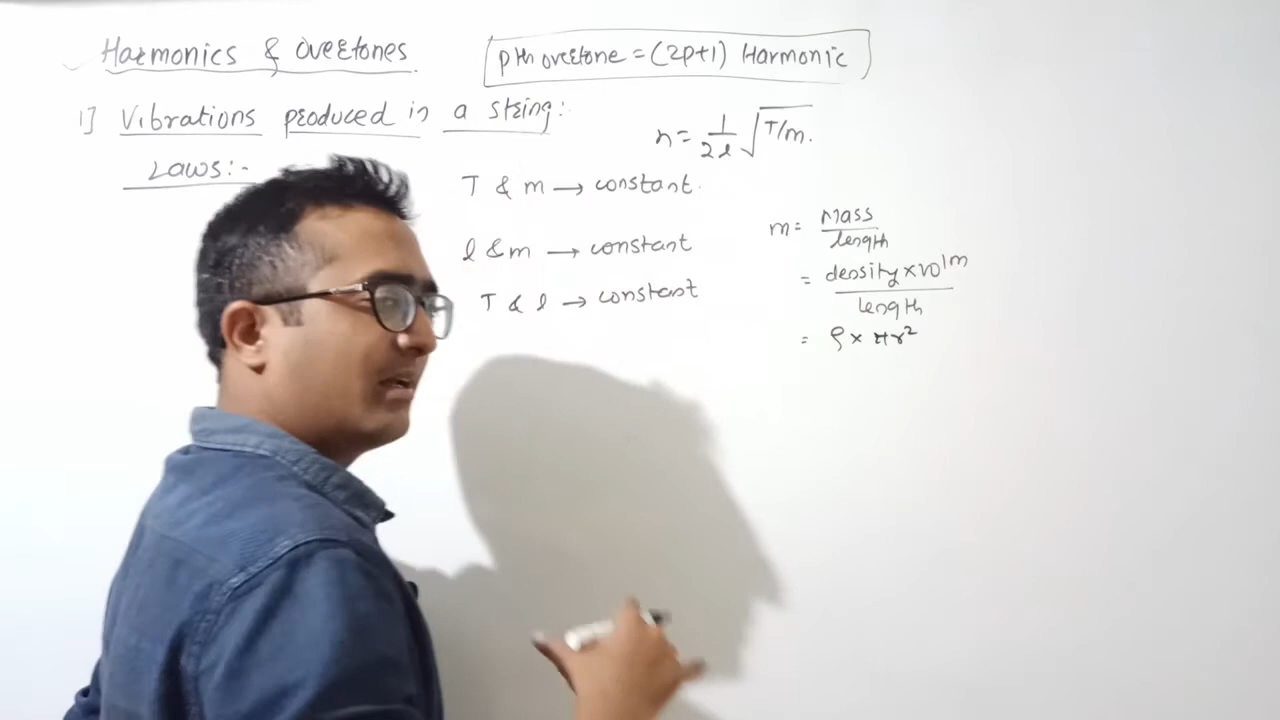 Harmonics & Overtones
pth overtone = (2p+1) Harmonic
1] Vibrations produced in a string:
n = 1/2l √T/m.
Laws:-
T & m → constant.
l & m → constant
T & l → constant
m = Mass/length
= density × vol^m/length
= ρ × πr²